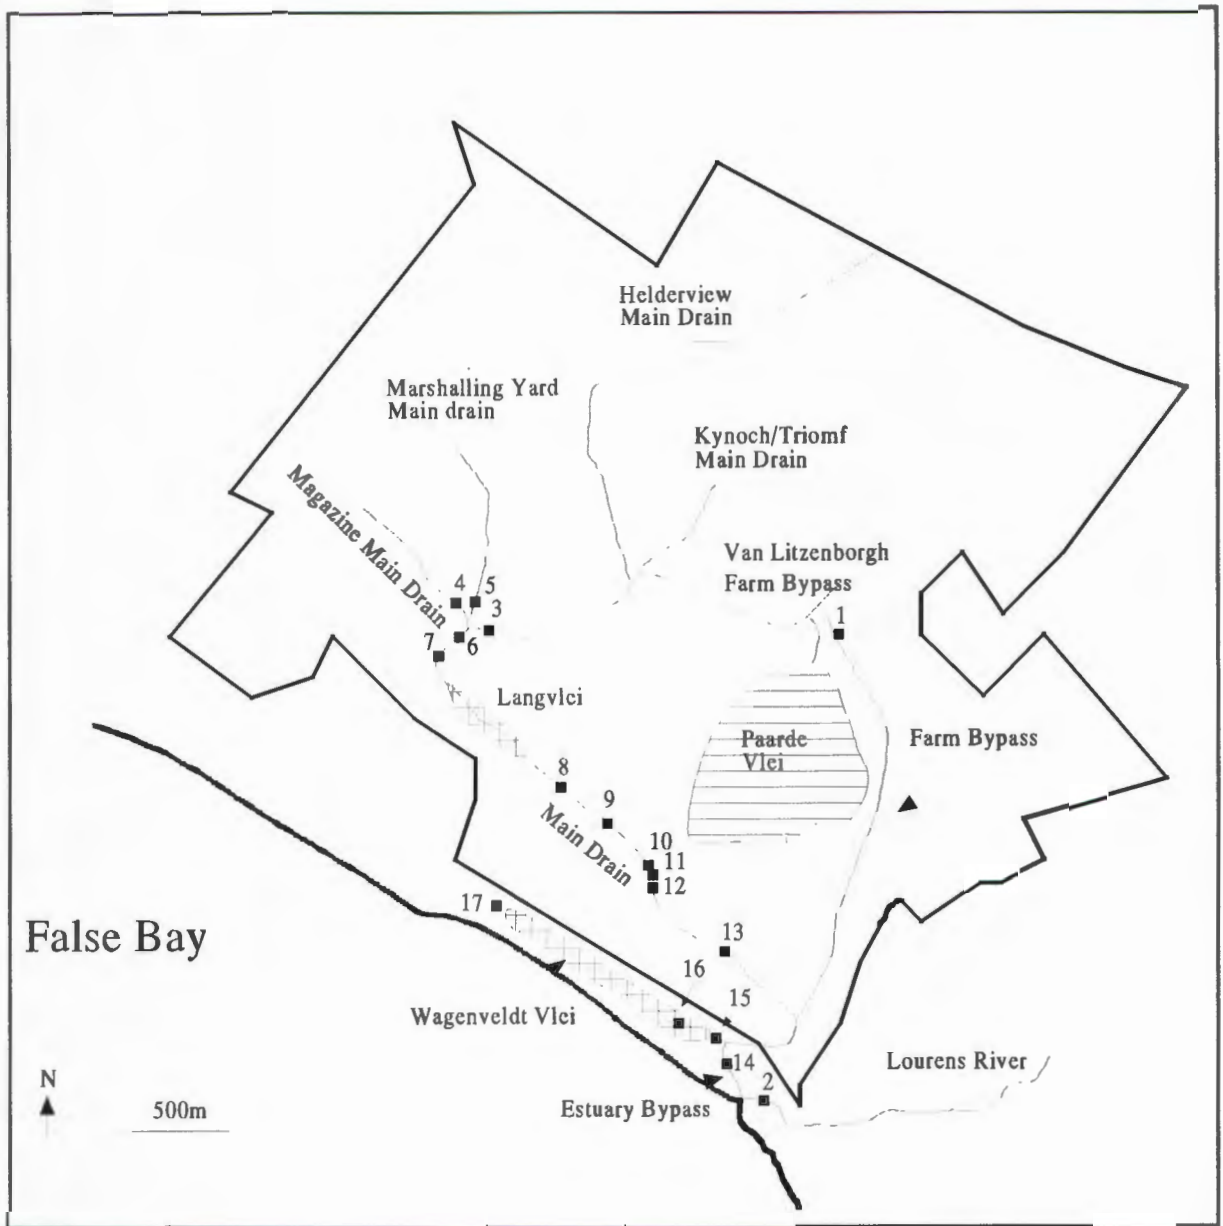 Helderview
Main Drain
Marshalling Yard
Main drain
Kynoch/Triomf
Main Drain
Magazine Main Drain
Van Litzenborgh
Farm Bypass
1
4
5
3
6
7
Langvlei
Paarde
Vlei
Farm Bypass
8
9
Main Drain
10
11
12
17
False Bay
13
16
15
Wagenveldt Vlei
14
Lourens River
2
N
500m
Estuary Bypass